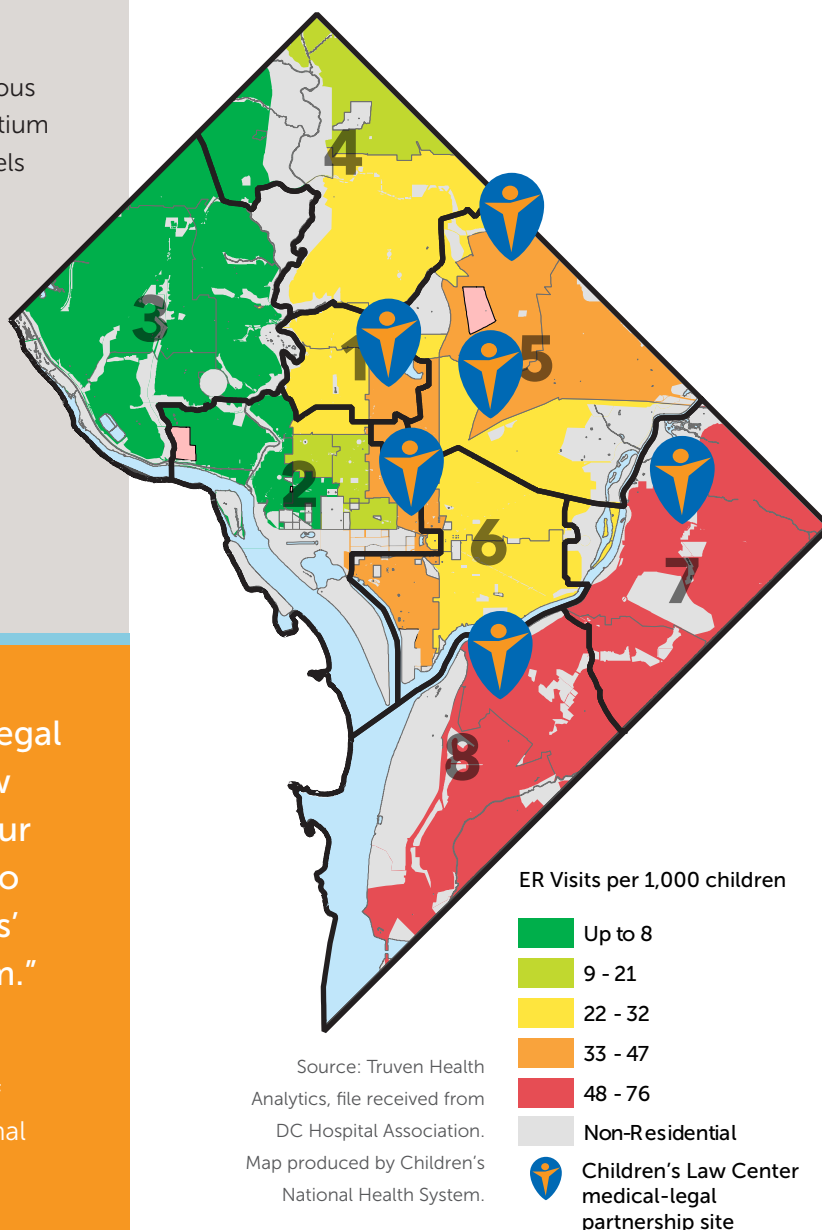 ous
tium
els
4
3
1
5
2
6
7
8
egal
w
ur
o
s’
m.”
nal
ER Visits per 1,000 children
Up to 8
9 - 21
22 - 32
33 - 47
48 - 76
Non-Residential
Children’s Law Center
medical-legal
partnership site
Source: Truven Health
Analytics, file received from
DC Hospital Association.
Map produced by Children’s
National Health System.